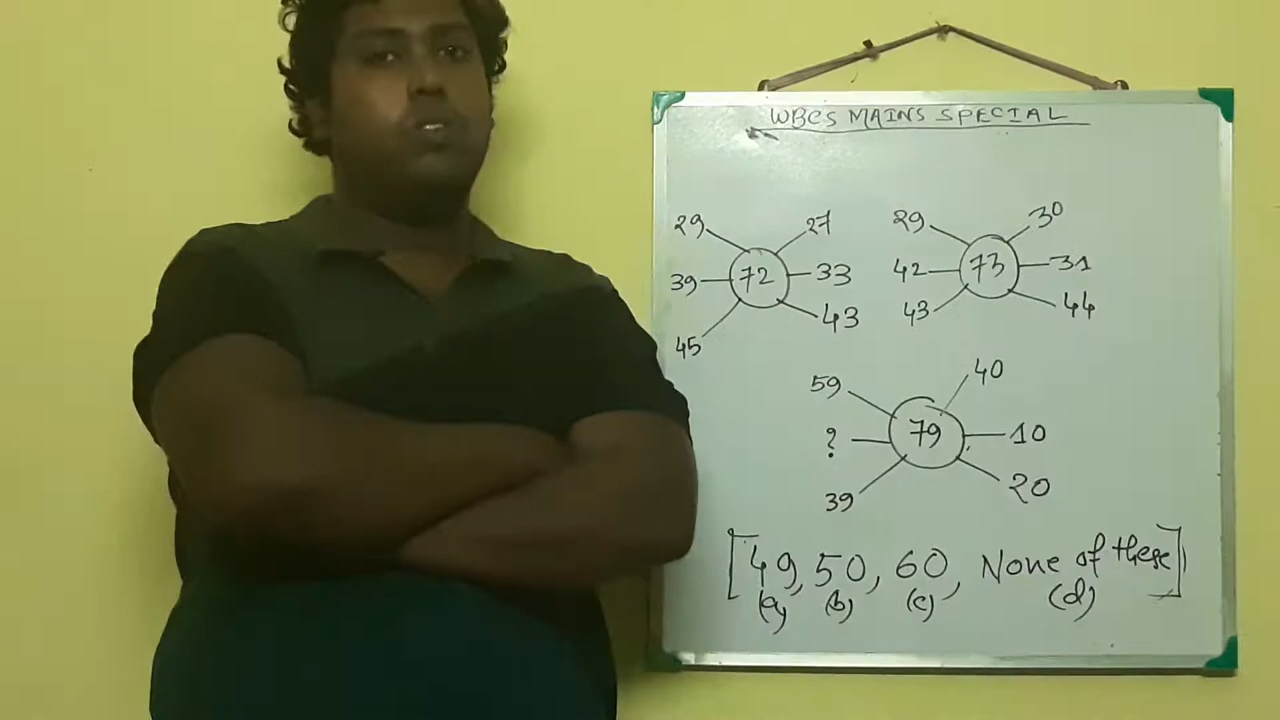 WBCS MAINS SPECIAL
29 27 29 30
39 72 33 42 73 31
45 43 43 44
59 40
? 79 10
39 20
[49, 50, 60, None of these]
(a) (b) (c) (d)